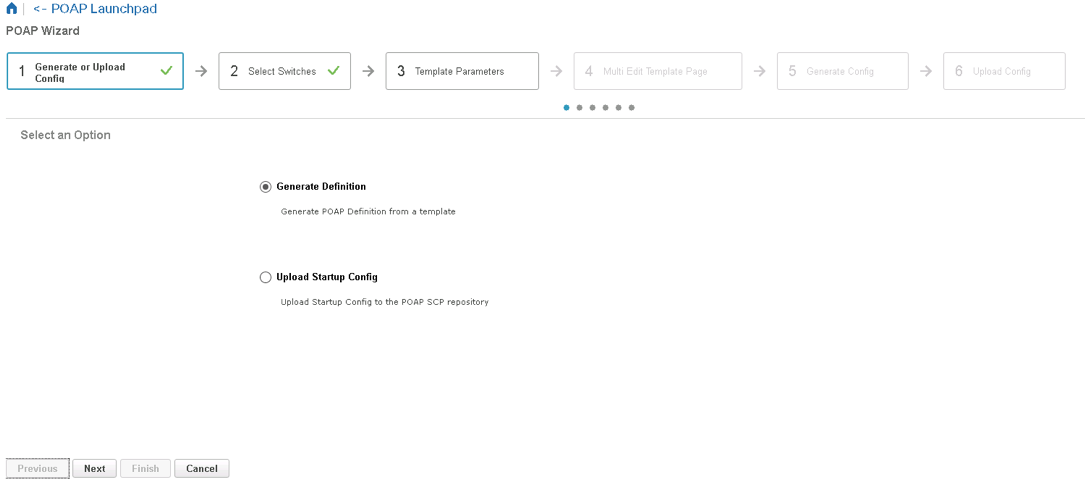 <- POAP Launchpad
POAP Wizard
1 Generate or Upload
Config
2 Select Switches
3 Template Parameters
4 Multi Edit Template Page
5 Generate Config
6 Upload Config
Select an Option
Generate Definition
Generate POAP Definition from a template
Upload Startup Config
Upload Startup Config to the POAP SCP repository
Previous Next Finish Cancel